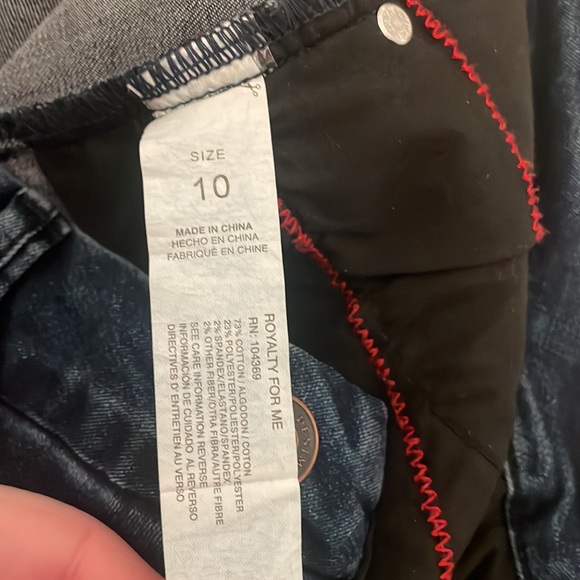 SIZE
10
MADE IN CHINA
HECHO EN CHINA
FABRIQUÉ EN CHINE
ROYALTY FOR ME
RN: 104369
73% COTTON / ALGODON / COTON
23% POLYESTER/POLIESTER/POLYESTER
2% SPANDEX/ELASTANO/SPANDEX
2% OTHER FIBER/OTRA FIBRA/AUTRE FIBRE
SEE CARE INFORMATION REVERSE
INFORMACION DE CUIDADO AL REVERSO
DIRECTIVES D' ENTRETIEN AU VERSO